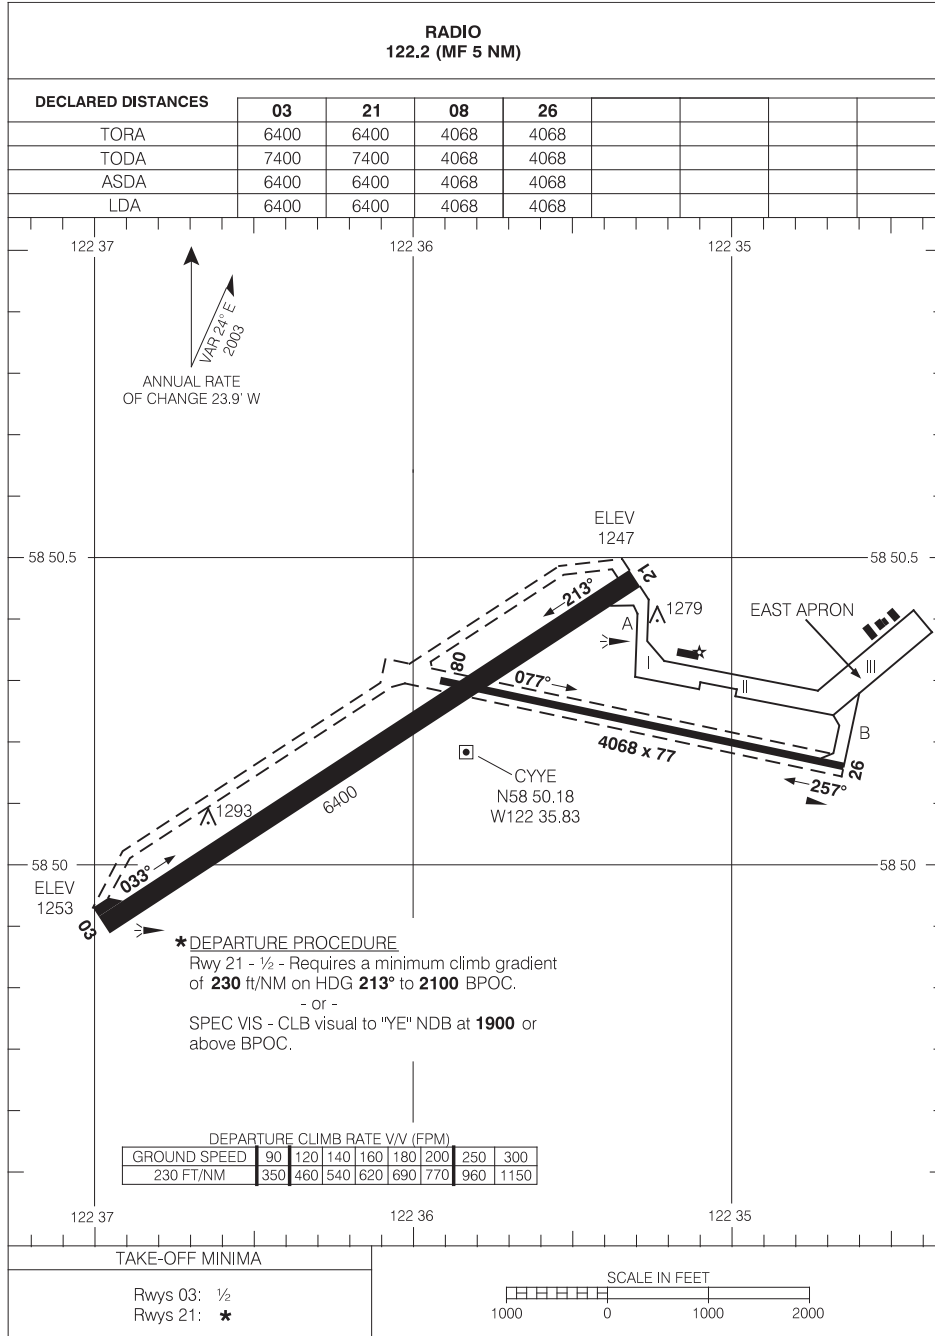 RADIO
122.2 (MF 5 NM)
DECLARED DISTANCES 03 21 08 26
TORA 6400 6400 4068 4068
TODA 7400 7400 4068 4068
ASDA 6400 6400 4068 4068
LDA 6400 6400 4068 4068
122 37 122 36 122 35
VAR 24° E
2003
ANNUAL RATE
OF CHANGE 23.9' W
ELEV
1247
58 50.5 58 50.5
21
213°
1279
EAST APRON
A
08
I
II
III
077°
B
4068 x 77
26
257°
CYYE
N58 50.18
W122 35.83
6400
1293
58 50 58 50
033°
ELEV
1253
03
* DEPARTURE PROCEDURE
Rwy 21 - ½ - Requires a minimum climb gradient
of 230 ft/NM on HDG 213° to 2100 BPOC.
- or -
SPEC VIS - CLB visual to "YE" NDB at 1900 or
above BPOC.
DEPARTURE CLIMB RATE V/V (FPM)
GROUND SPEED 90 120 140 160 180 200 250 300
230 FT/NM 350 460 540 620 690 770 960 1150
122 37 122 36 122 35
TAKE-OFF MINIMA
Rwys 03: ½
Rwys 21: *
SCALE IN FEET
1000 0 1000 2000